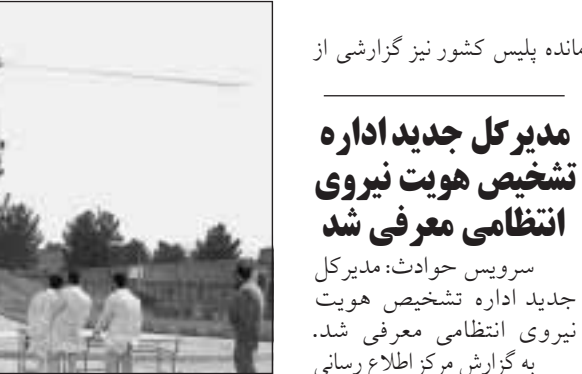 مانده پلیس کشور نیز گزارشی از
مدیرکل جدید اداره
تشخیص هویت نیروی
انتظامی معرفی شد
سرویس حوادث: مدیرکل
جدید اداره تشخیص هویت
نیروی انتظامی معرفی شد.
به گزارش مرکز اطلاع رسانی